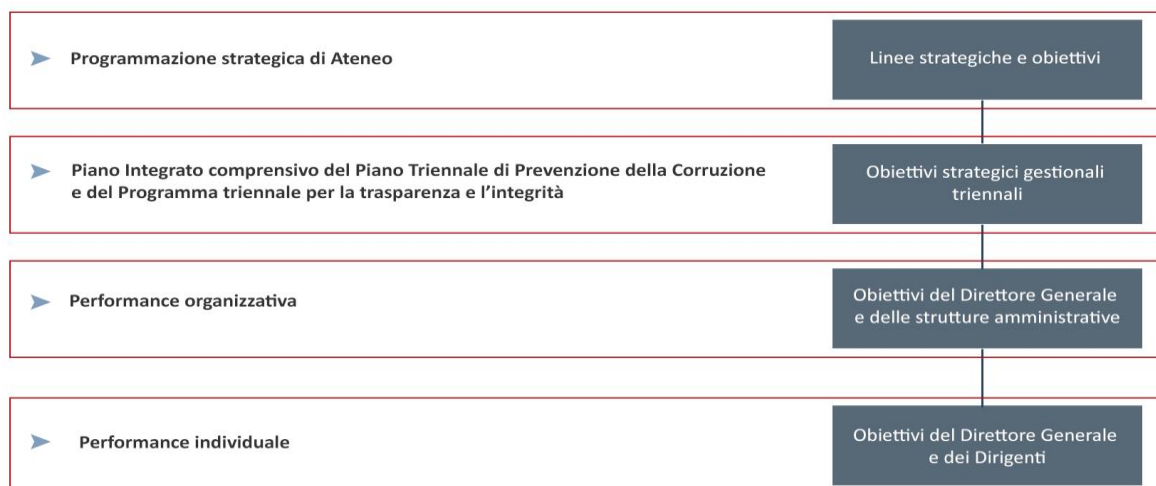 Programmazione strategica di Ateneo
Linee strategiche e obiettivi
Piano Integrato comprensivo del Piano Triennale di Prevenzione della Corruzione
e del Programma triennale per la trasparenza e l’integrità
Obiettivi strategici gestionali
triennali
Performance organizzativa
Obiettivi del Direttore Generale
e delle strutture amministrative
Performance individuale
Obiettivi del Direttore Generale
e dei Dirigenti